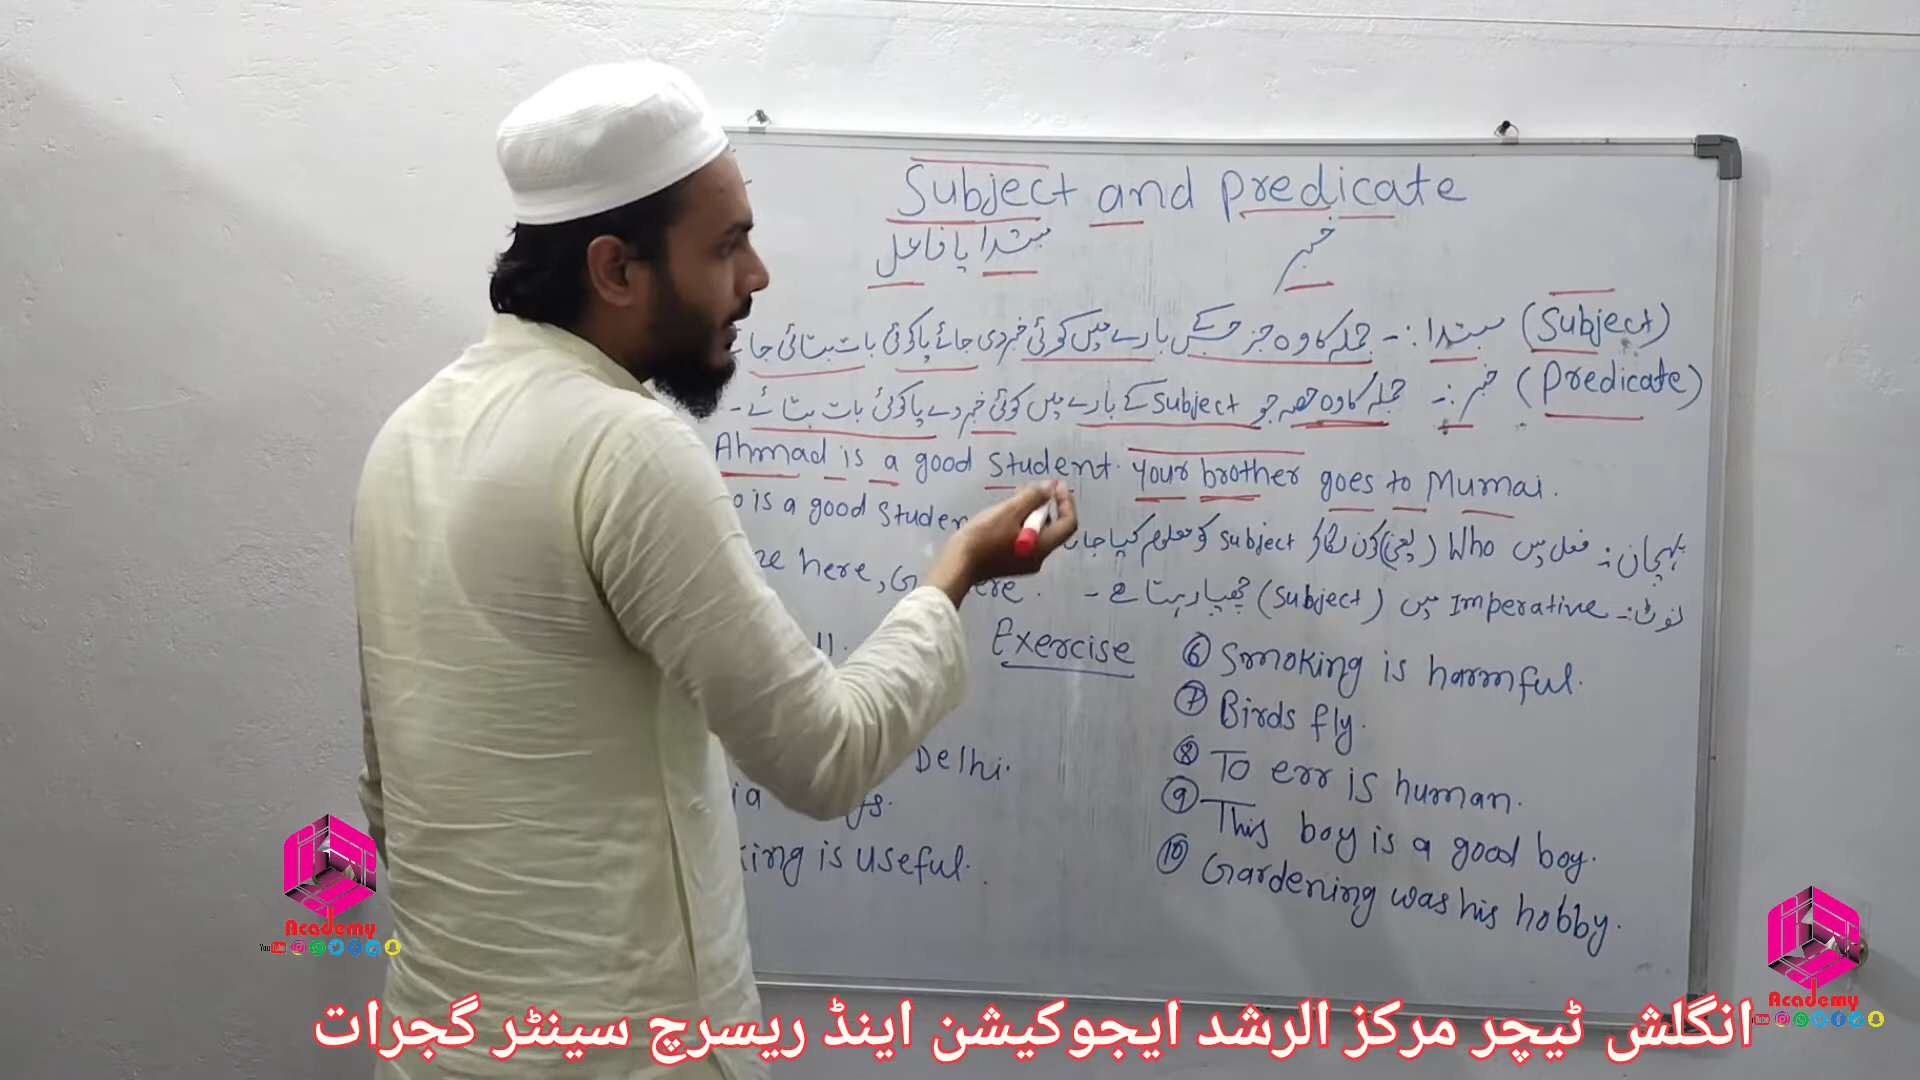 Subject and Predicate
مبتدا یا فاعل
خبر
(Subject) مبتدا :- جملہ کا وہ جز جسکے بارے میں کوئی خبر دی جائے یا کوئی بات بتائی جا
(Predicate) خبر :- جملہ کا وہ حصہ جو Subject کے بارے میں کوئی خبر دے یا کوئی بات بتائے -
Ahmad is a good student. Your brother goes to Mumai.
is a good
پہچان :- فعل میں Who (یعنی) کون لگا کر Subject کو معلوم کیا جا
here,
نوٹ :- Imperative میں (Subject) چھپا رہتا ہے -
Exercise
Delhi.
is useful.
⑥ Smoking is harmful.
⑦ Birds fly.
⑧ To err is human.
⑨ This boy is a good boy.
⑩ Gardening was his hobby.
Academy
Academy
انگلش ٹیچر مرکز الرشد ایجوکیشن اینڈ ریسرچ سینٹر گجرات